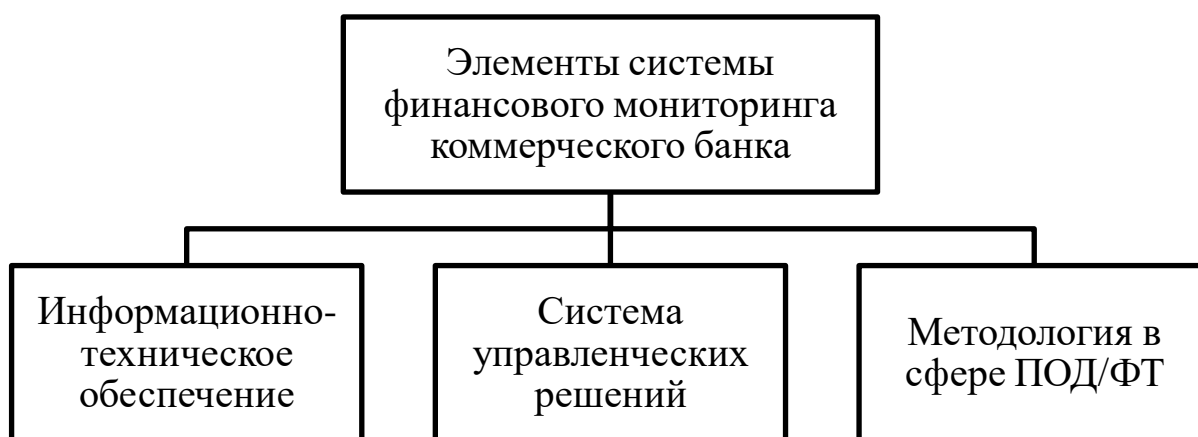 Элементы системы
финансового мониторинга
коммерческого банка
Информационно-
техническое
обеспечение
Система
управленческих
решений
Методология в
сфере ПОД/ФТ